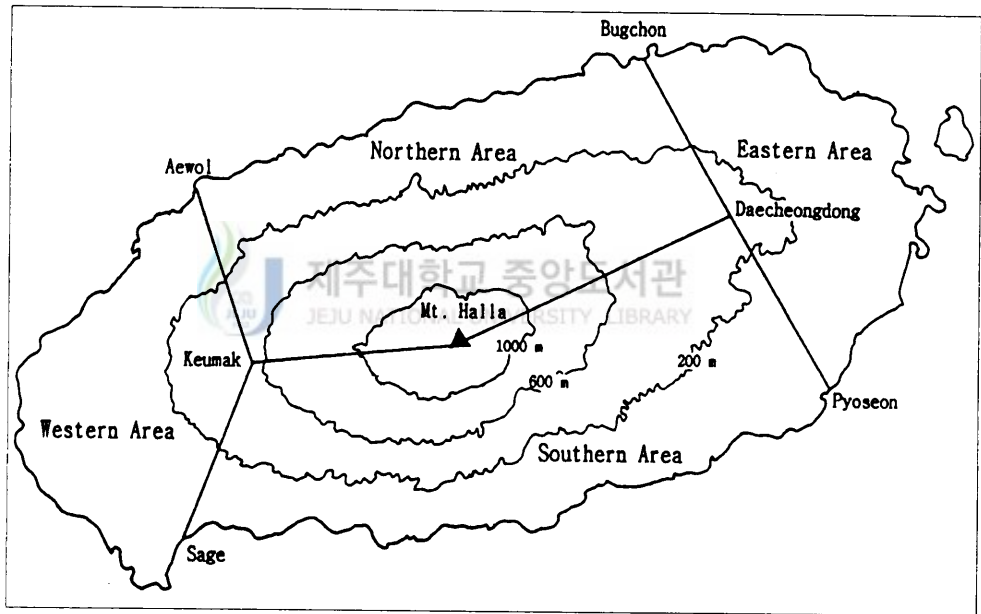 Bugchon
Northern Area
Eastern Area
Aewol
Daecheongdong
제주대학교 중앙도서관
Mt. Halla
JEJU NATIONAL UNIVERSITY LIBRARY
1000 m
Keumak
200 m
600 m
Pyoseon
Western Area
Southern Area
Sage